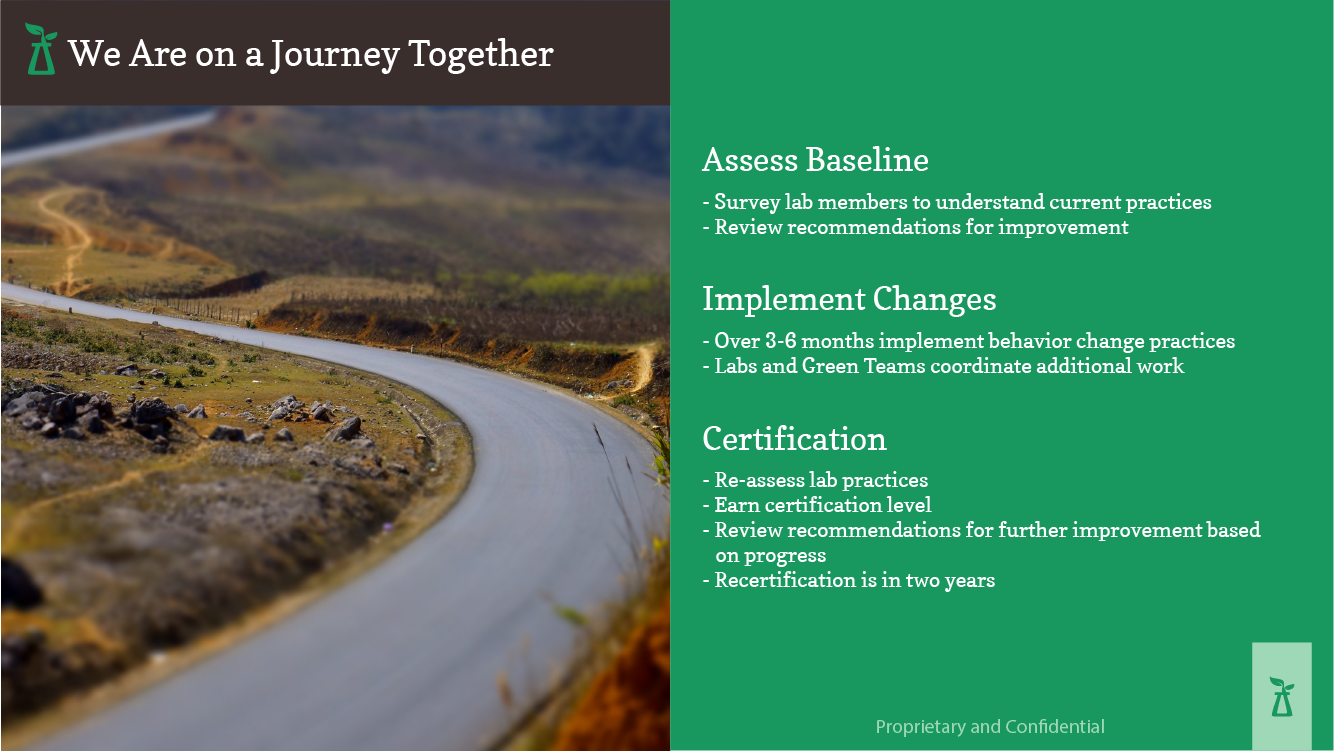 We Are on a Journey Together
Assess Baseline
- Survey lab members to understand current practices
- Review recommendations for improvement
Implement Changes
- Over 3-6 months implement behavior change practices
- Labs and Green Teams coordinate additional work
Certification
- Re-assess lab practices
- Earn certification level
- Review recommendations for further improvement based
on progress
- Recertification is in two years
Proprietary and Confidential